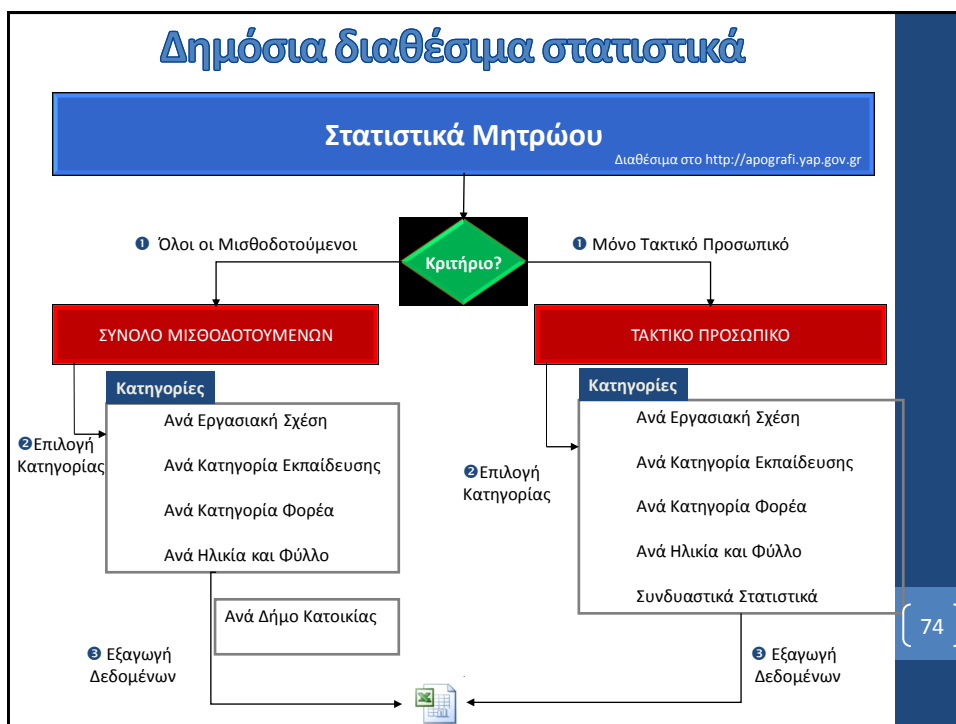 Δημόσια διαθέσιμα στατιστικά
Στατιστικά Μητρώου
Διαθέσιμα στο http://apografi.yap.gov.gr
❶ Όλοι οι Μισθοδοτούμενοι
Κριτήριο?
❶ Μόνο Τακτικό Προσωπικό
ΣΥΝΟΛΟ ΜΙΣΘΟΔΟΤΟΥΜΕΝΩΝ
Κατηγορίες
Ανά Εργασιακή Σχέση
Ανά Κατηγορία Εκπαίδευσης
Ανά Κατηγορία Φορέα
Ανά Ηλικία και Φύλλο
❷Επιλογή
Κατηγορίας
Ανά Δήμο Κατοικίας
❸ Εξαγωγή
Δεδομένων
ΤΑΚΤΙΚΟ ΠΡΟΣΩΠΙΚΟ
Κατηγορίες
Ανά Εργασιακή Σχέση
Ανά Κατηγορία Εκπαίδευσης
Ανά Κατηγορία Φορέα
Ανά Ηλικία και Φύλλο
Συνδυαστικά Στατιστικά
❷Επιλογή
Κατηγορίας
❸ Εξαγωγή
Δεδομένων
74